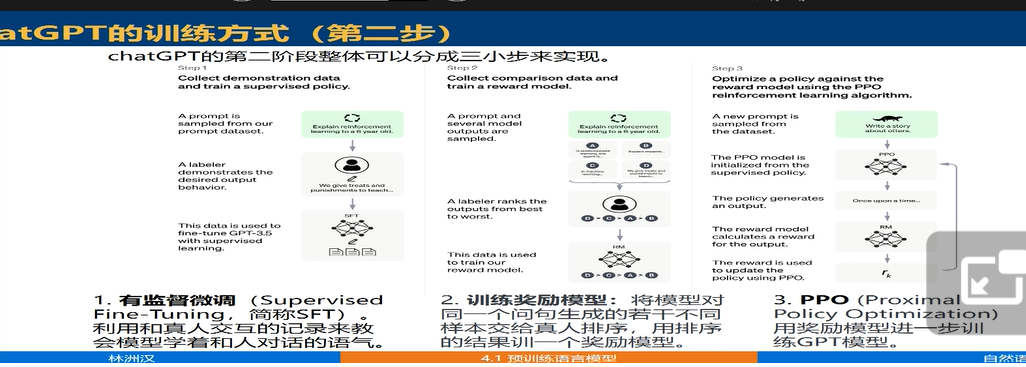 atGPT的训练方式（第二步）
chatGPT的第二阶段整体可以分成三小步来实现。
Step 1
Collect demonstration data
and train a supervised policy.
A prompt is
sampled from our
prompt dataset.
Explain reinforcement
learning to a 6 year old.
A labeler
demonstrates the
desired output
behavior.
We give treats and
punishments to teach...
SFT
This data is used to
fine-tune GPT-3.5
with supervised
learning.
Step 2
Collect comparison data and
train a reward model.
A prompt and
several model
outputs are
sampled.
Explain reinforcement
learning to a 6 year old.
A
B
C
D
In machine
learning...
We give treats and
punishments to
teach...
A labeler ranks the
outputs from best
to worst.
D > C > A > B
RM
This data is used
to train our
reward model.
D > C > A > B
Step 3
Optimize a policy against the
reward model using the PPO
reinforcement learning algorithm.
A new prompt is
sampled from
the dataset.
Write a story
about otters.
PPO
The PPO model is
initialized from the
supervised policy.
The policy generates
an output.
Once upon a time...
RM
The reward model
calculates a reward
for the output.
The reward is used
to update the
policy using PPO.
rk
1. 有监督微调（Supervised
Fine-Tuning，简称SFT）。
利用和真人交互的记录来教
会模型学着和人对话的语气。
2. 训练奖励模型：将模型对
同一个问句生成的若干不同
样本交给真人排序，用排序
的结果训一个奖励模型。
3. PPO (Proximal
Policy Optimization)
用奖励模型进一步训
练GPT模型。
林洲汉
4.1 预训练语言模型
自然语